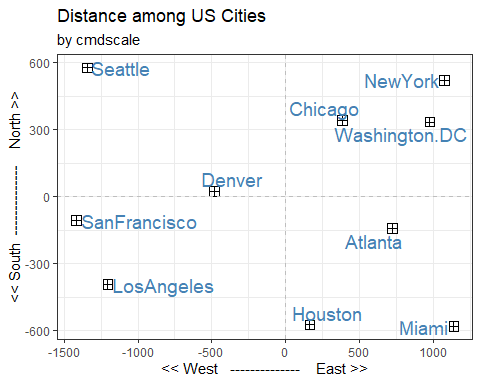 Distance among US Cities
by cmdscale
<< South -------------- North >>
600
300
0
-300
-600
Seattle
NewYork
Chicago
Washington.DC
Denver
SanFrancisco
Atlanta
LosAngeles
Houston
Miami
-1500 -1000 -500 0 500 1000
<< West -------------- East >>